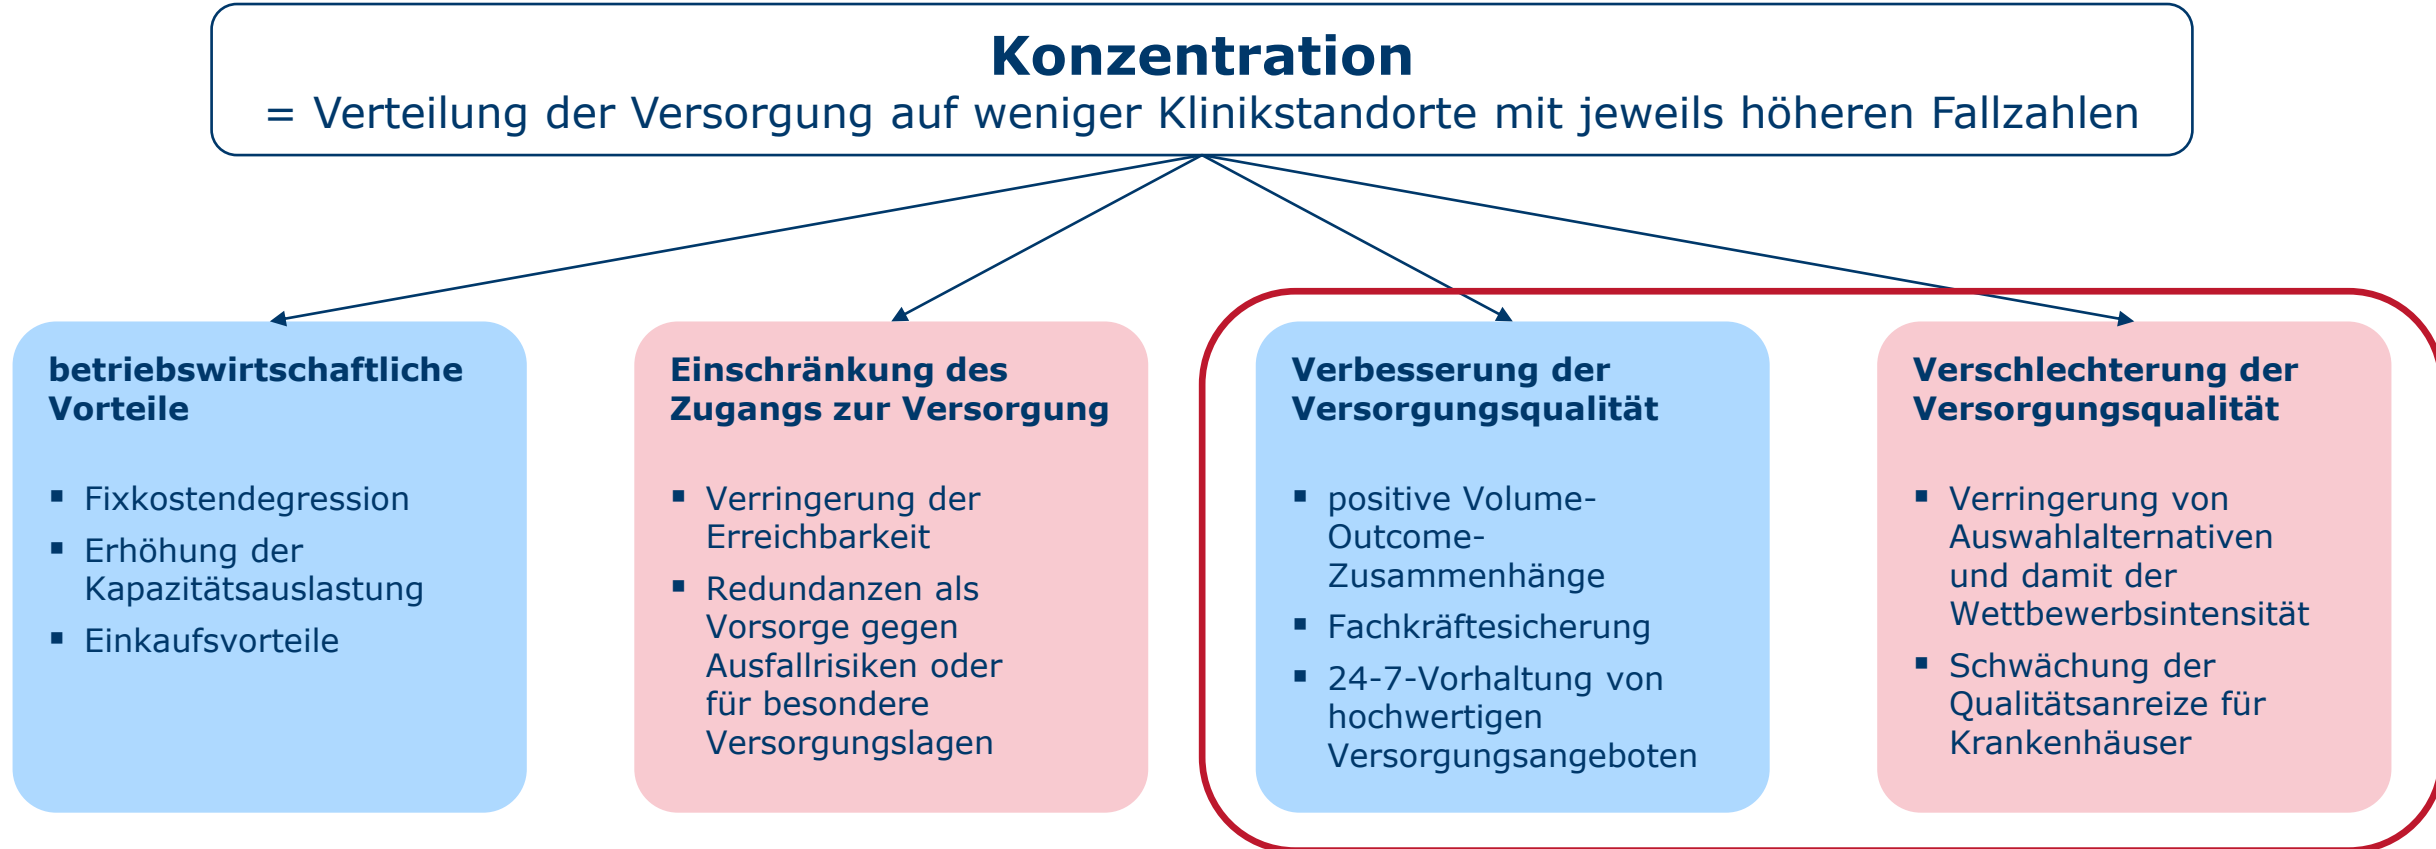 Konzentration
= Verteilung der Versorgung auf weniger Klinikstandorte mit jeweils höheren Fallzahlen
betriebswirtschaftliche
Vorteile
▪ Fixkostendegression
▪ Erhöhung der
Kapazitätsauslastung
▪ Einkaufsvorteile
Einschränkung des
Zugangs zur Versorgung
▪ Verringerung der
Erreichbarkeit
▪ Redundanzen als
Vorsorge gegen
Ausfallrisiken oder
für besondere
Versorgungslagen
Verbesserung der
Versorgungsqualität
▪ positive Volume-
Outcome-
Zusammenhänge
▪ Fachkräftesicherung
▪ 24-7-Vorhaltung von
hochwertigen
Versorgungsangeboten
Verschlechterung der
Versorgungsqualität
▪ Verringerung von
Auswahlalternativen
und damit der
Wettbewerbsintensität
▪ Schwächung der
Qualitätsanreize für
Krankenhäuser